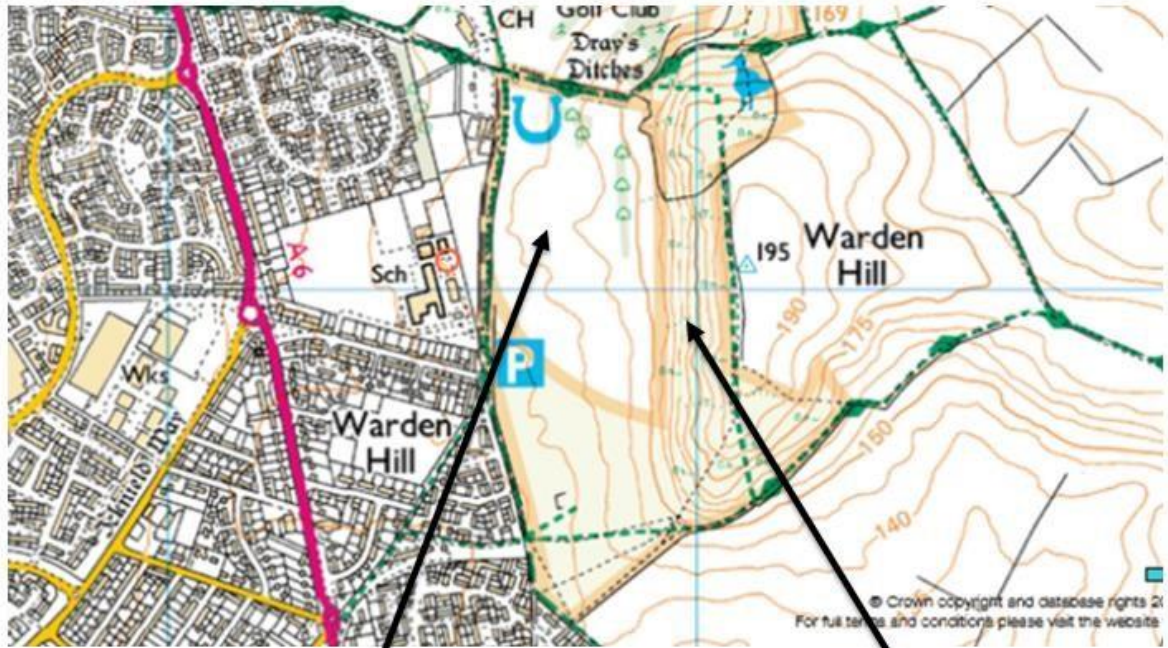 CH
Golf Club
169
Dray's
Ditches
A6
Sch
195
Warden
Hill
190
175
P
Wks
Warden
Hill
150
140
© Crown copyright and database rights
For full terms and conditions please visit the website